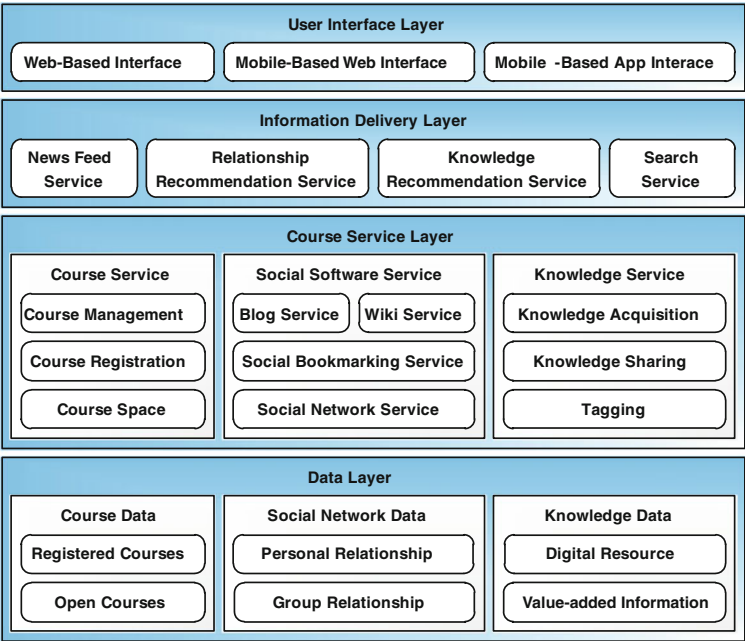 User Interface Layer
Web-Based Interface
Mobile-Based Web Interface
Mobile -Based App Interace
Information Delivery Layer
News Feed
Service
Relationship
Recommendation Service
Knowledge
Recommendation Service
Search
Service
Course Service Layer
Course Service
Course Management
Course Registration
Course Space
Social Software Service
Blog Service
Wiki Service
Social Bookmarking Service
Social Network Service
Knowledge Service
Knowledge Acquisition
Knowledge Sharing
Tagging
Data Layer
Course Data
Registered Courses
Open Courses
Social Network Data
Personal Relationship
Group Relationship
Knowledge Data
Digital Resource
Value-added Information